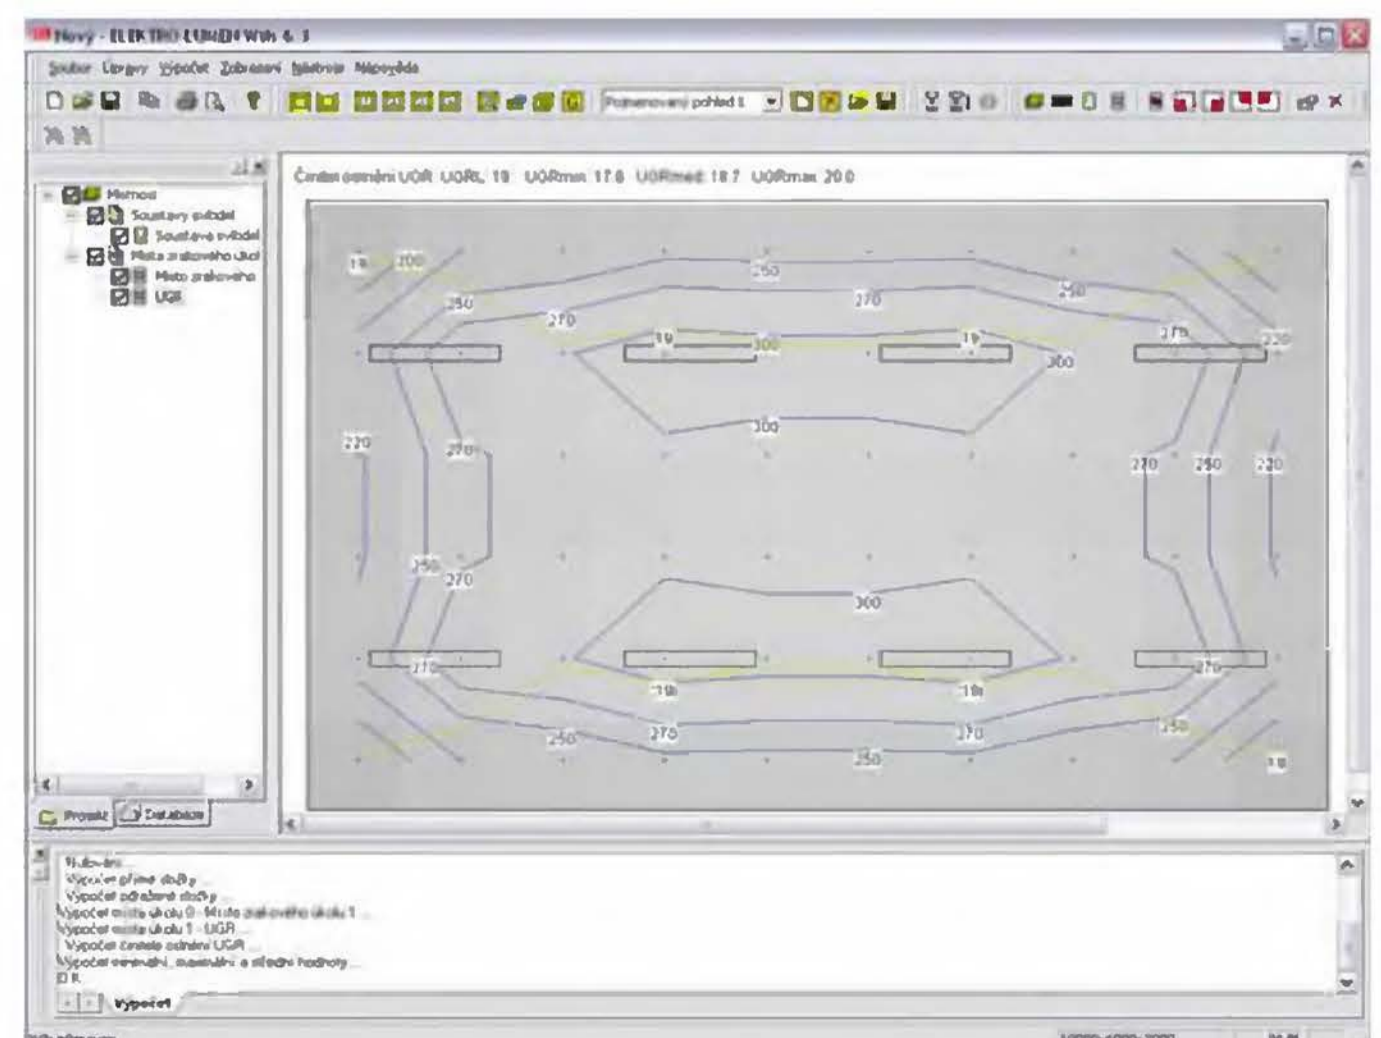 Nový - ELEKTRO-LUMEN Win 4. 3
Soubor Úpravy Výpočet Zobrazení Nástroje Nápověda
Pojmenovaný pohled 1
Činitel oslnění UGR UGRL 19 UGRmin 17.6 UGRmed 18.7 UGRmax 20.0
Místnost
Soustavy svítidel
Soustava svítidel
Místa zrakového úkol
Místo zrakového
UGR
19 200
250 250 250
270 270 270
19 300 19 300 220
300
220 270 270 250 220
250 270
300
270 270
19 19
250 270 250 270 250
19
Projekt Databáze
Nulování ...
Výpočet přímé složky ...
Výpočet odražené složky ...
Výpočet místa úkolu 0 - Místo zrakového úkolu 1 ...
Výpočet místa úkolu 1 - UGR ...
Výpočet činitele oslnění UGR ...
Výpočet minimální, maximální a střední hodnoty ...
O.K.
Výpočet